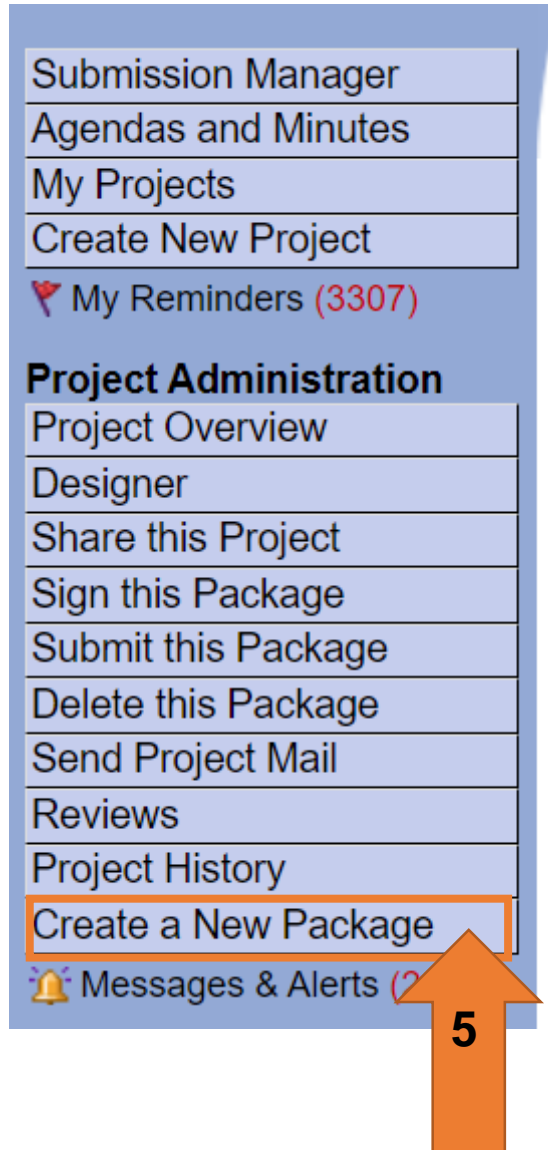 Submission Manager
Agendas and Minutes
My Projects
Create New Project
My Reminders (3307)
Project Administration
Project Overview
Designer
Share this Project
Sign this Package
Submit this Package
Delete this Package
Send Project Mail
Reviews
Project History
Create a New Package
Messages & Alerts
5